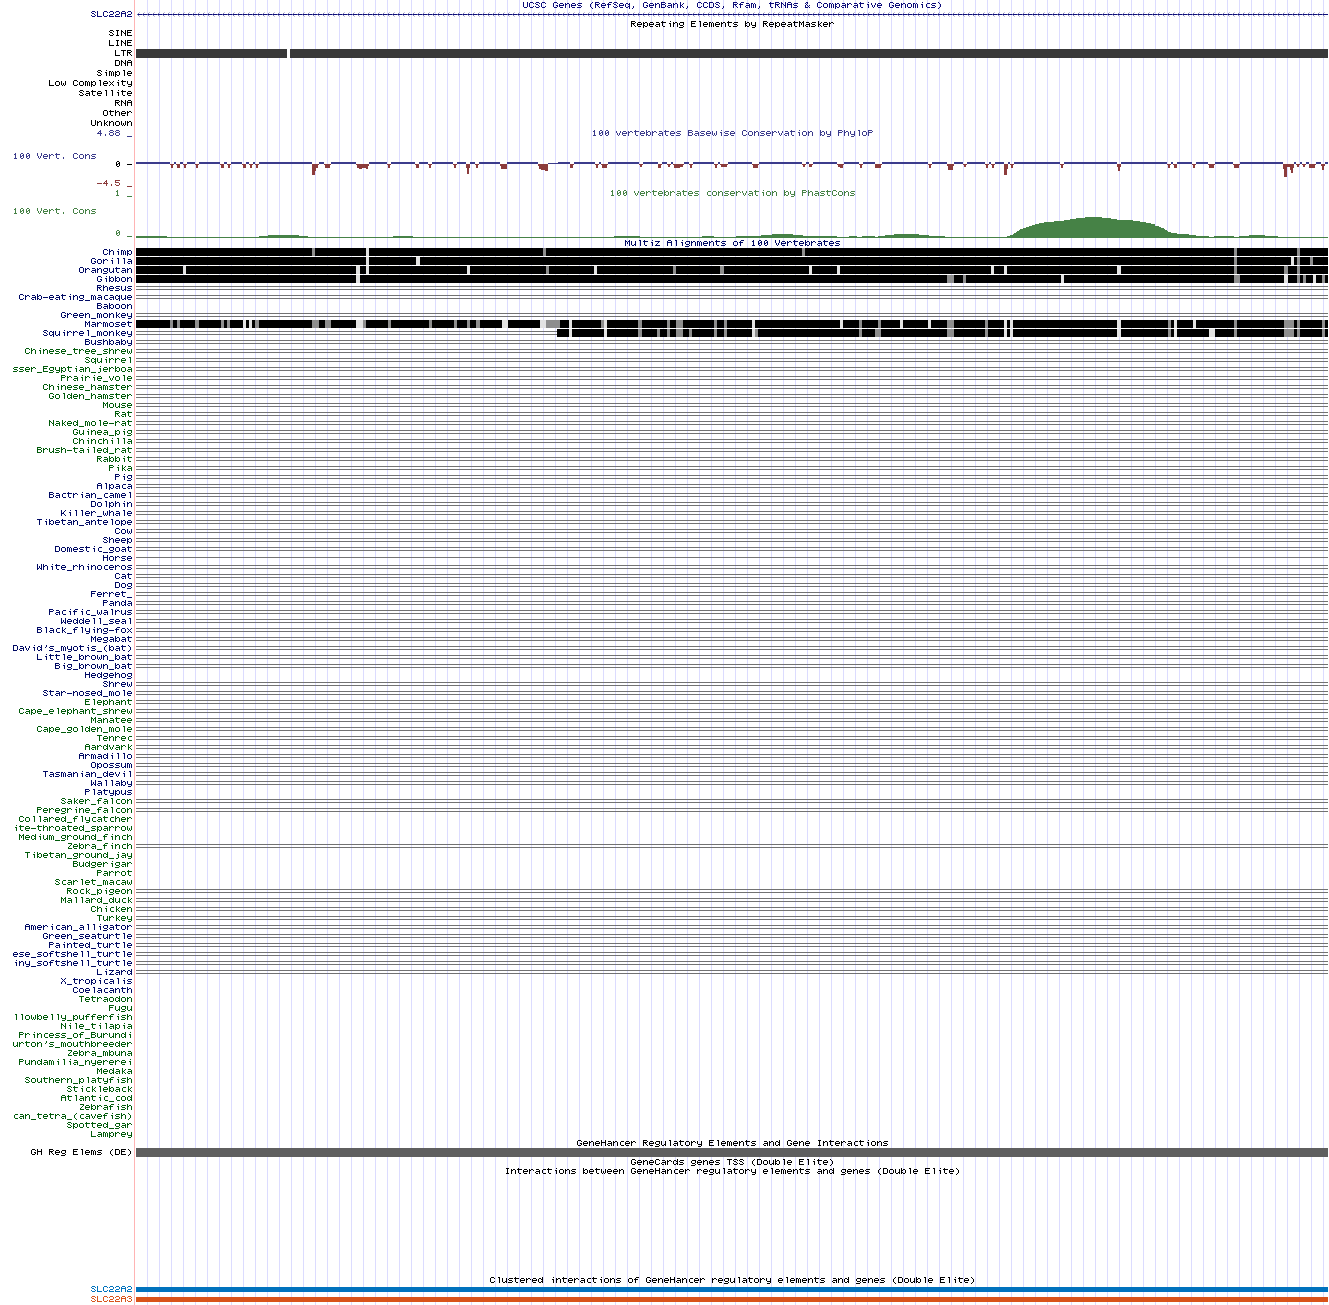 UCSC Genes (RefSeq, GenBank, CCDS, Rfam, tRNAs & Comparative Genomics)
SLC22A2
Repeating Elements by RepeatMasker
SINE
LINE
LTR
DNA
Simple
Low Complexity
Satellite
RNA
Other
Unknown
4.88 _
100 vertebrates Basewise Conservation by PhyloP
100 Vert. Cons
0 _
-4.5 _
1 _
100 vertebrates conservation by PhastCons
100 Vert. Cons
0 _
Multiz Alignments of 100 Vertebrates
Chimp
Gorilla
Orangutan
Gibbon
Rhesus
Crab-eating_macaque
Baboon
Green_monkey
Marmoset
Squirrel_monkey
Bushbaby
Chinese_tree_shrew
Squirrel
sser_Egyptian_jerboa
Prairie_vole
Chinese_hamster
Golden_hamster
Mouse
Rat
Naked_mole-rat
Guinea_pig
Chinchilla
Brush-tailed_rat
Rabbit
Pika
Pig
Alpaca
Bactrian_camel
Dolphin
Killer_whale
Tibetan_antelope
Cow
Sheep
Domestic_goat
Horse
White_rhinoceros
Cat
Dog
Ferret_
Panda
Pacific_walrus
Weddell_seal
Black_flying-fox
Megabat
David's_myotis_(bat)
Little_brown_bat
Big_brown_bat
Hedgehog
Shrew
Star-nosed_mole
Elephant
Cape_elephant_shrew
Manatee
Cape_golden_mole
Tenrec
Aardvark
Armadillo
Opossum
Tasmanian_devil
Wallaby
Platypus
Saker_falcon
Peregrine_falcon
Collared_flycatcher
ite-throated_sparrow
Medium_ground_finch
Zebra_finch
Tibetan_ground_jay
Budgerigar
Parrot
Scarlet_macaw
Rock_pigeon
Mallard_duck
Chicken
Turkey
American_alligator
Green_seaturtle
Painted_turtle
ese_softshell_turtle
iny_softshell_turtle
Lizard
X_tropicalis
Coelacanth
Tetraodon
Fugu
llowbelly_pufferfish
Nile_tilapia
Princess_of_Burundi
urton's_mouthbreeder
Zebra_mbuna
Pundamilia_nyererei
Medaka
Southern_platyfish
Stickleback
Atlantic_cod
Zebrafish
can_tetra_(cavefish)
Spotted_gar
Lamprey
GeneHancer Regulatory Elements and Gene Interactions
GH Reg Elems (DE)
GeneCards genes TSS (Double Elite)
Interactions between GeneHancer regulatory elements and genes (Double Elite)
Clustered interactions of GeneHancer regulatory elements and genes (Double Elite)
SLC22A2
SLC22A3